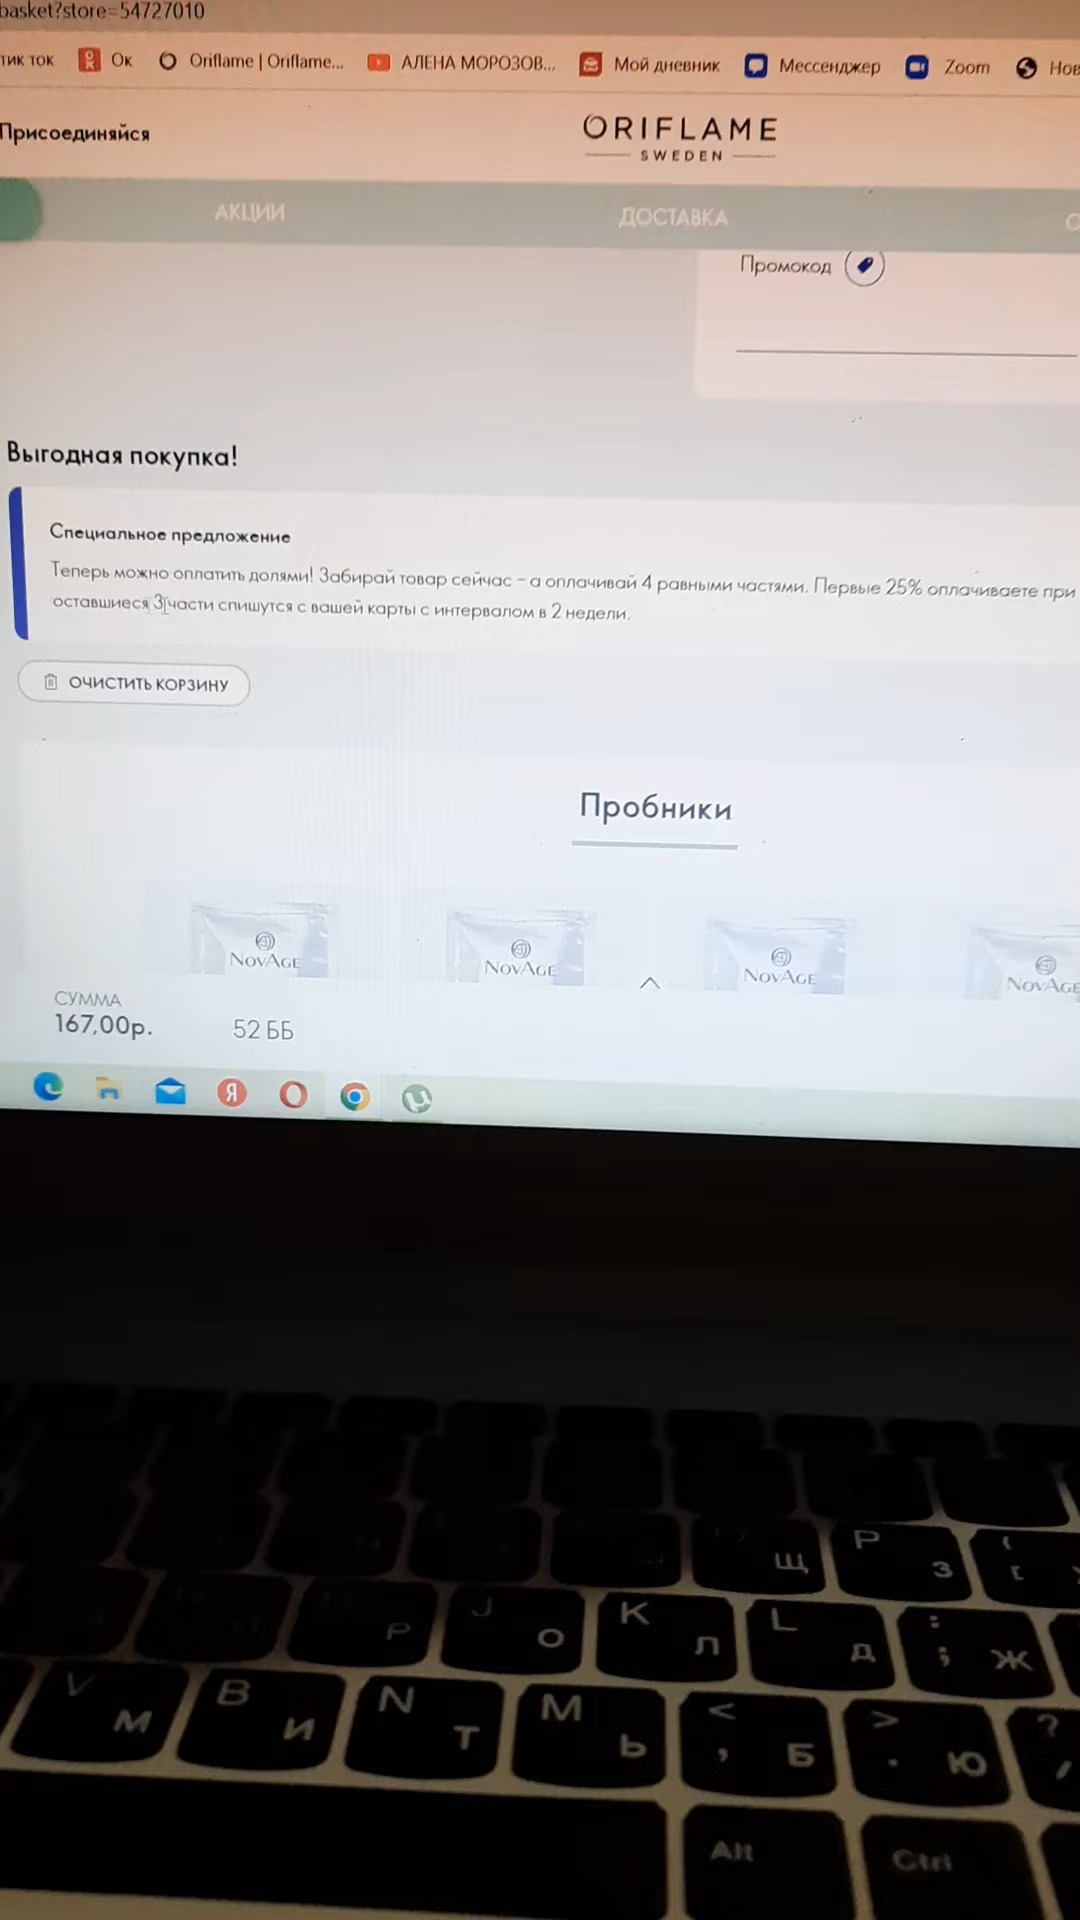 basket?store=54727010
тик ток Ок Oriflame | Oriflame... АЛЕНА МОРОЗОВ... Мой дневник Мессенджер Zoom Нов
Присоединяйся
ORIFLAME
SWEDEN
АКЦИИ ДОСТАВКА
Промокод
Выгодная покупка!
Специальное предложение
Теперь можно оплатить долями! Забирай товар сейчас – а оплачивай 4 равными частями. Первые 25% оплачиваете при
оставшиеся 3 части спишутся с вашей карты с интервалом в 2 недели.
ОЧИСТИТЬ КОРЗИНУ
Пробники
NOVAGE NOVAGE NOVAGE NOVAGE
СУММА
167,00р. 52 ББ
Я
Щ P З [
Р J О K Л L Д : ; Ж
V М B И N Т M Ь < , Б > . Ю ? /
Alt Ctrl